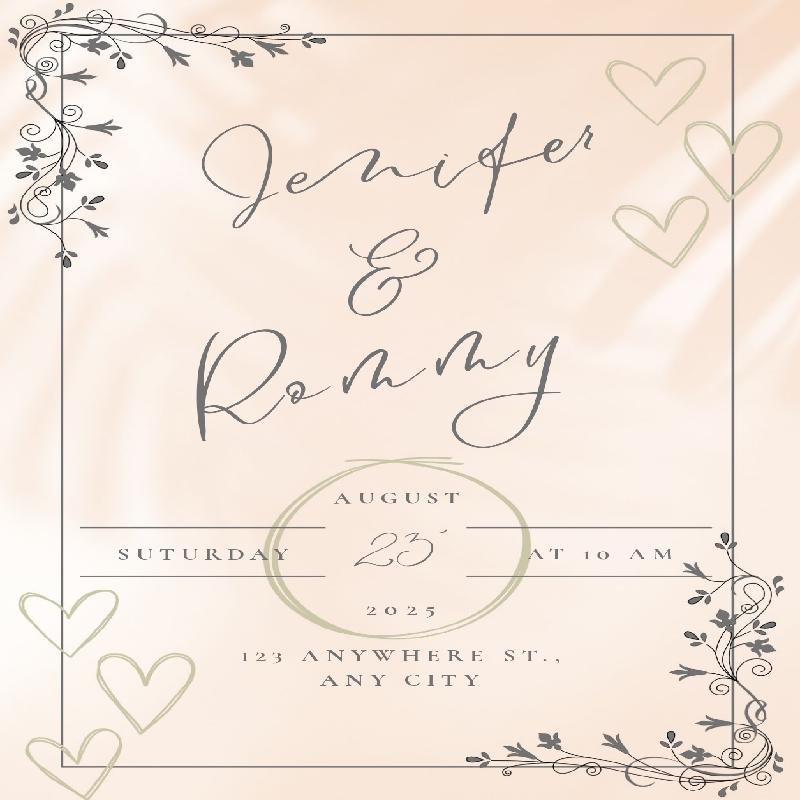 Jenifer
&
Rommy
AUGUST
SUTURDAY 23 AT 10 AM
2025
123 ANYWHERE ST.,
ANY CITY